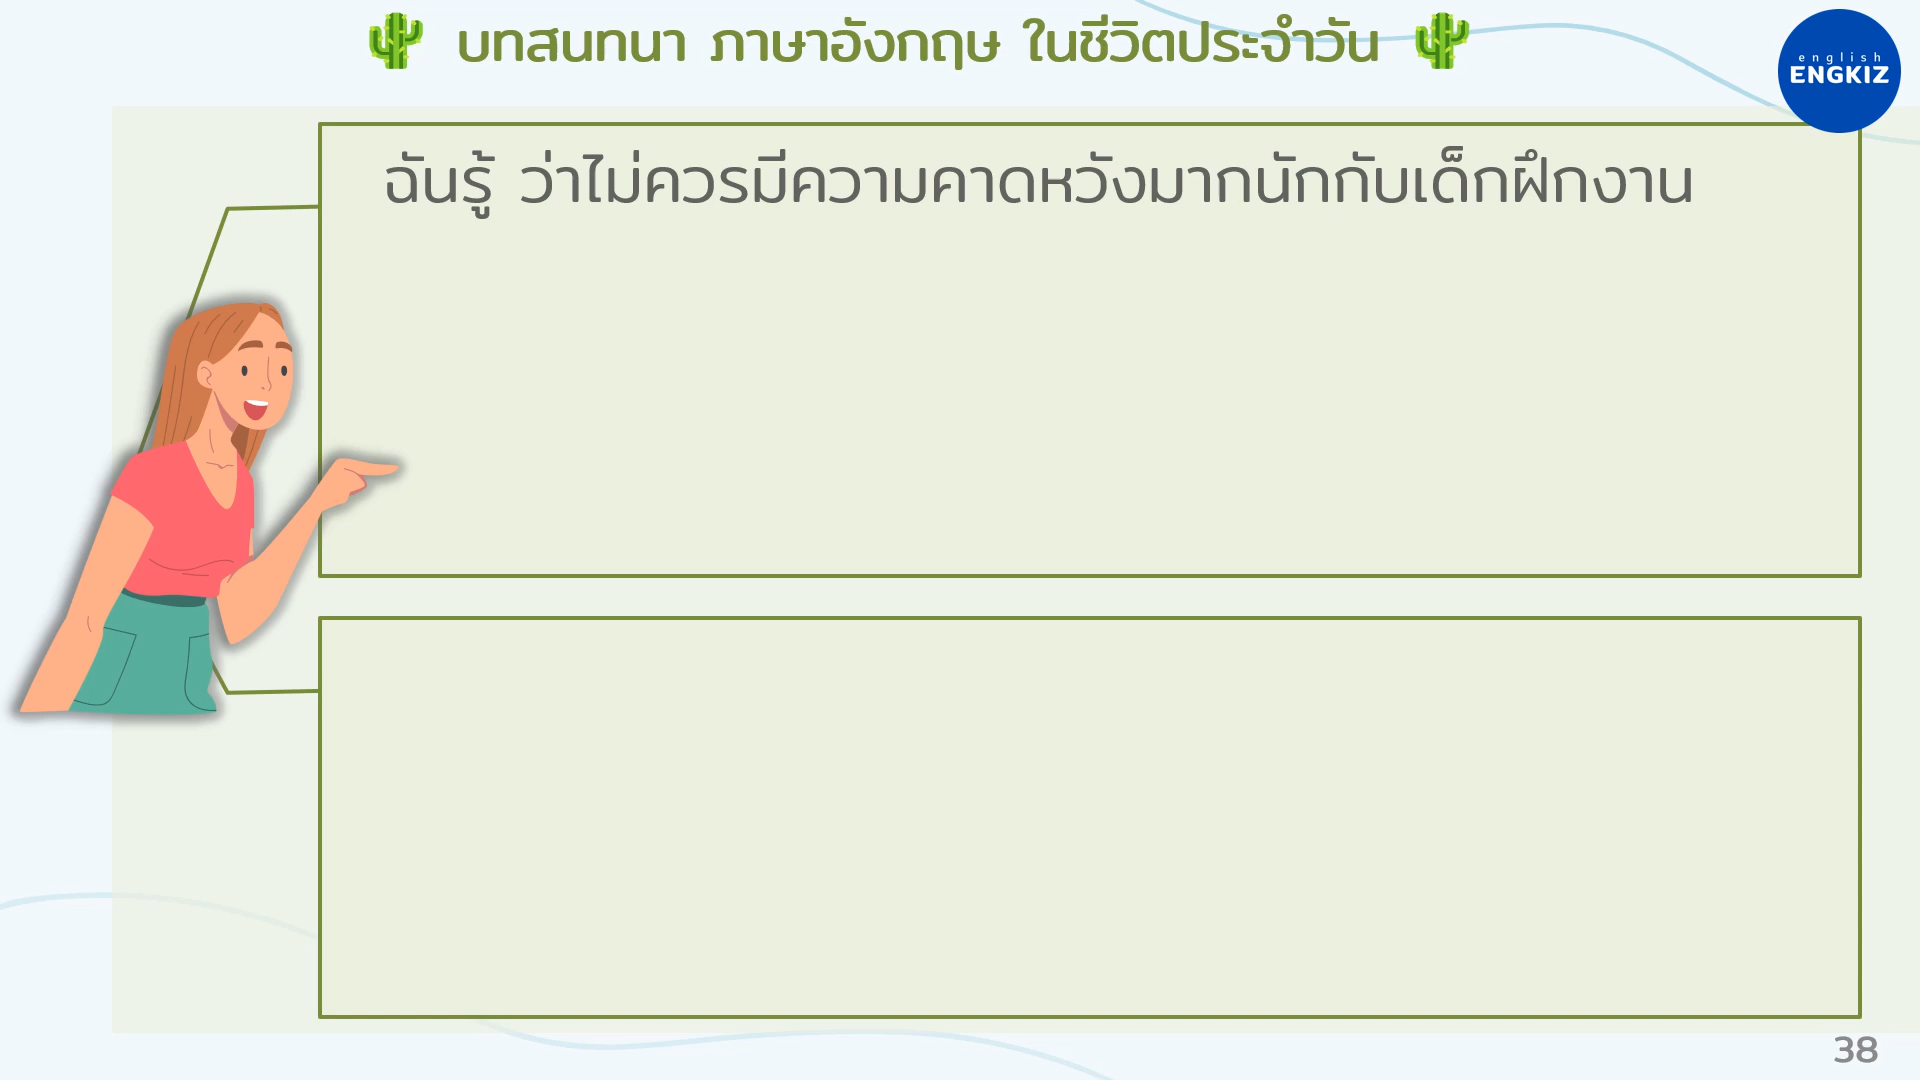 บทสนทนา ภาษาอังกฤษ ในชีวิตประจำวัน
english
ENGKIZ
ฉันรู้ ว่าไม่ควรมีความคาดหวังมากนักกับเด็กฝึกงาน
38